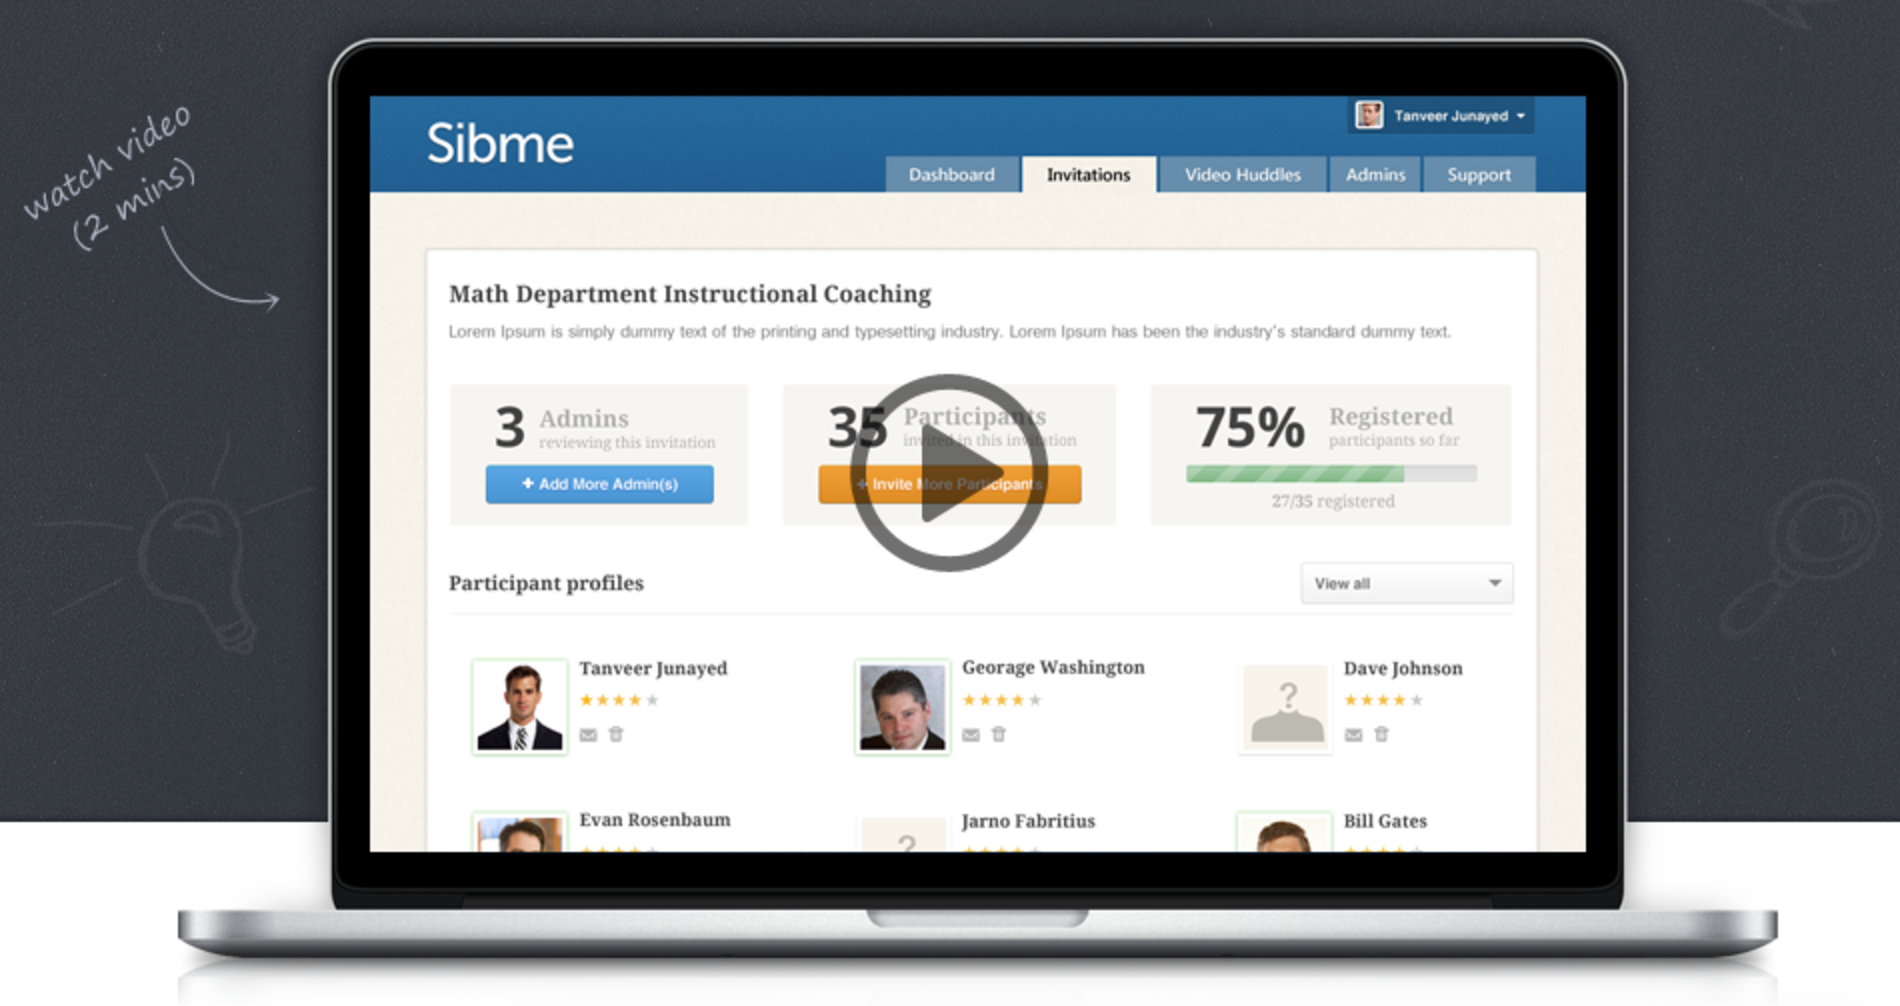 watch video
(2 mins)
Sibme
Tanveer Junayed
Dashboard
Invitations
Video Huddles
Admins
Support
Math Department Instructional Coaching
Lorem Ipsum is simply dummy text of the printing and typesetting industry. Lorem Ipsum has been the industry's standard dummy text.
3 Admins
reviewing this invitation
+ Add More Admin(s)
35 Participants
invited in this invitation
+ Invite More Participants
75% Registered
participants so far
27/35 registered
Participant profiles
View all
Tanveer Junayed
Georage Washington
Dave Johnson
?
Evan Rosenbaum
Jarno Fabritius
?
Bill Gates